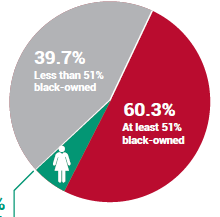 39.7%
Less than 51%
black-owned
60.3%
At least 51%
black-owned
%